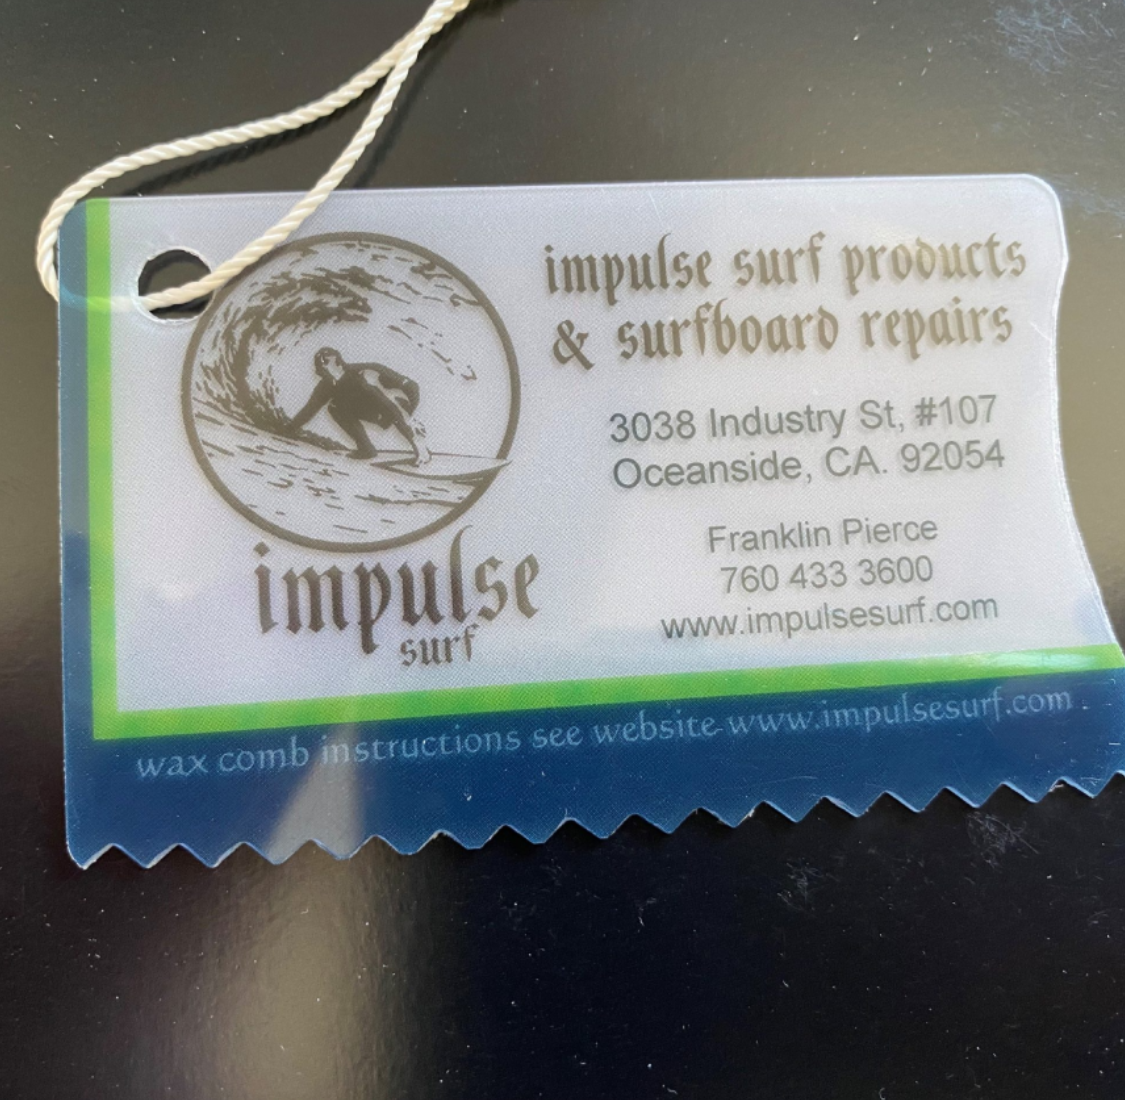 impulse surf products
& surfboard repairs
3038 Industry St, #107
Oceanside, CA. 92054
Franklin Pierce
760 433 3600
www.impulsesurf.com
impulse
surf
wax comb instructions see website-www.impulsesurf.com